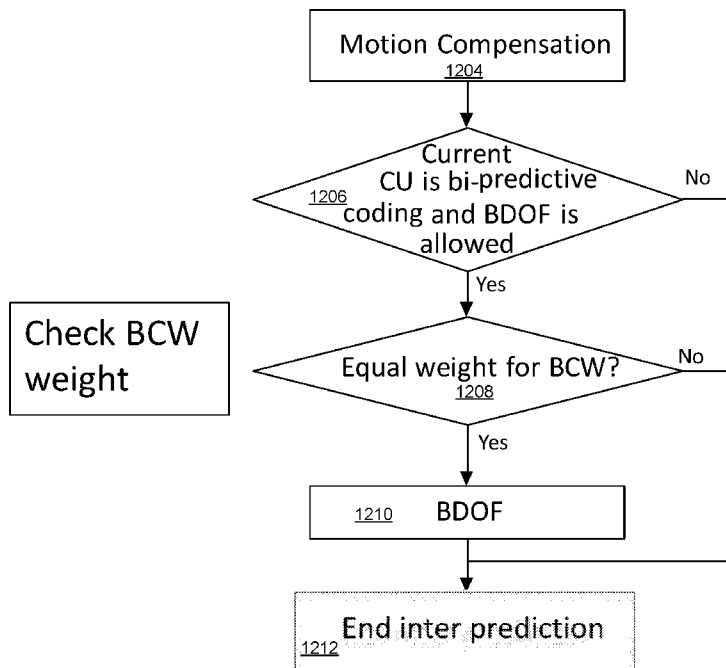 Motion Compensation
1204
Current
CU is bi-predictive
1206
coding and BDOF is
allowed
No
Yes
Check BCW
weight
Equal weight for BCW?
1208
No
Yes
1210
BDOF
End inter prediction
1212